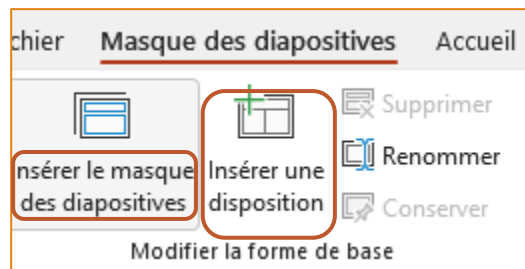 chier Masque des diapositives Accueil
nsérer le masque
des diapositives
Insérer une
disposition
Supprimer
Renommer
Conserver
Modifier la forme de base